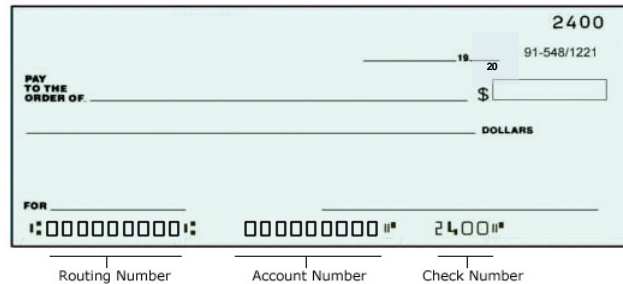 2400
19 20 91-548/1221
PAY
TO THE
ORDER OF $
DOLLARS
FOR
⑆000000000⑆ 000000000⑈ 2400⑈
Routing Number Account Number Check Number